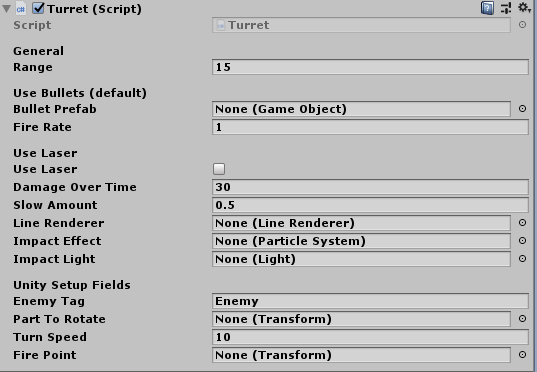 Turret (Script)
Script Turret
General
Range 15
Use Bullets (default)
Bullet Prefab None (Game Object)
Fire Rate 1
Use Laser
Use Laser
Damage Over Time 30
Slow Amount 0.5
Line Renderer None (Line Renderer)
Impact Effect None (Particle System)
Impact Light None (Light)
Unity Setup Fields
Enemy Tag Enemy
Part To Rotate None (Transform)
Turn Speed 10
Fire Point None (Transform)